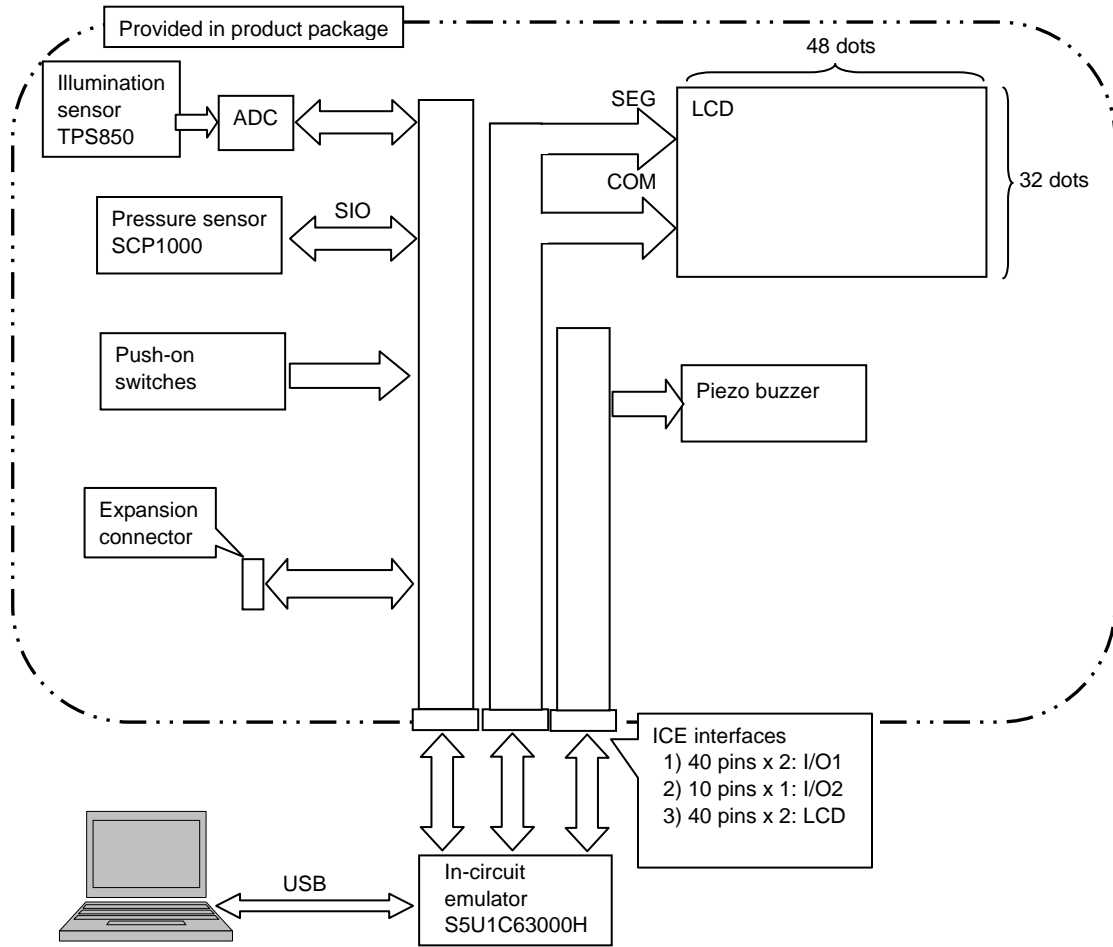 Provided in product package
48 dots
Illumination
sensor
TPS850
ADC
SEG
LCD
COM
32 dots
Pressure sensor
SCP1000
SIO
Push-on
switches
Piezo buzzer
Expansion
connector
ICE interfaces
1) 40 pins x 2: I/O1
2) 10 pins x 1: I/O2
3) 40 pins x 2: LCD
USB
In-circuit
emulator
S5U1C63000H